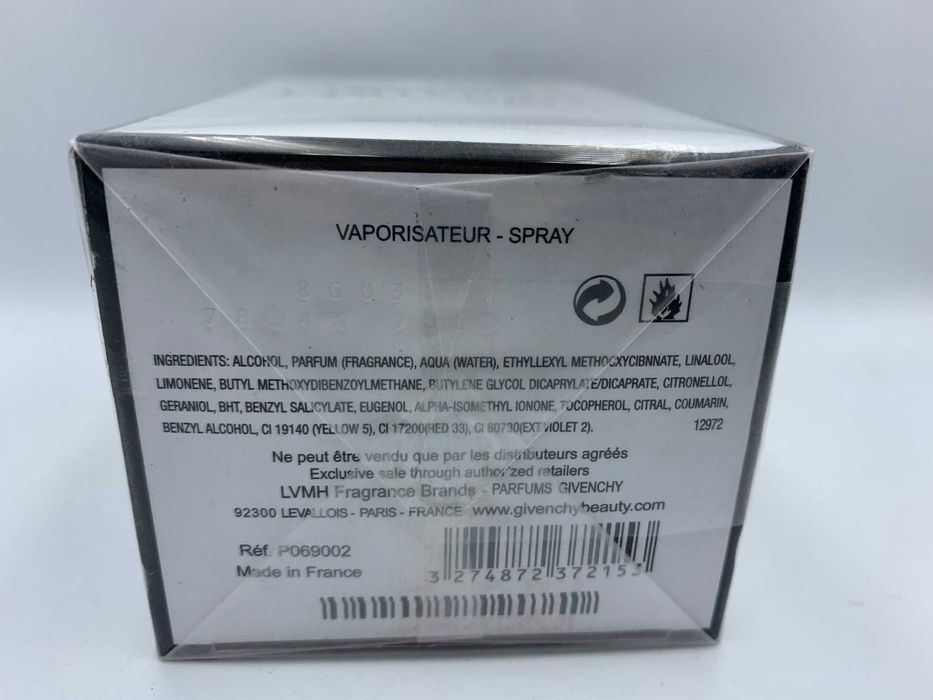 VAPORISATEUR - SPRAY
8G03
INGREDIENTS: ALCOHOL, PARFUM (FRAGRANCE), AQUA (WATER), ETHYLLEXYL METHOCXYCIBNNATE, LINALOOL,
LIMONENE, BUTYL METHOXYDIBENZOYLMETHANE, BUTYLENE GLYCOL DICAPRYLATE/DICAPRATE, CITRONELLOL,
GERANIOL, BHT, BENZYL SALICYLATE, EUGENOL, ALPHA-ISOMETHYL IONONE, TOCOPHEROL, CITRAL, COUMARIN,
BENZYL ALCOHOL, CI 19140 (YELLOW 5), CI 17200(RED 33), CI 60730(EXT VIOLET 2). 12972
Ne peut être vendu que par les distributeurs agréés
Exclusive sale through authorized retailers
LVMH Fragrance Brands - PARFUMS GIVENCHY
92300 LEVALLOIS - PARIS - FRANCE www.givenchybeauty.com
Réf. P069002
Made in France
3 274872 372153